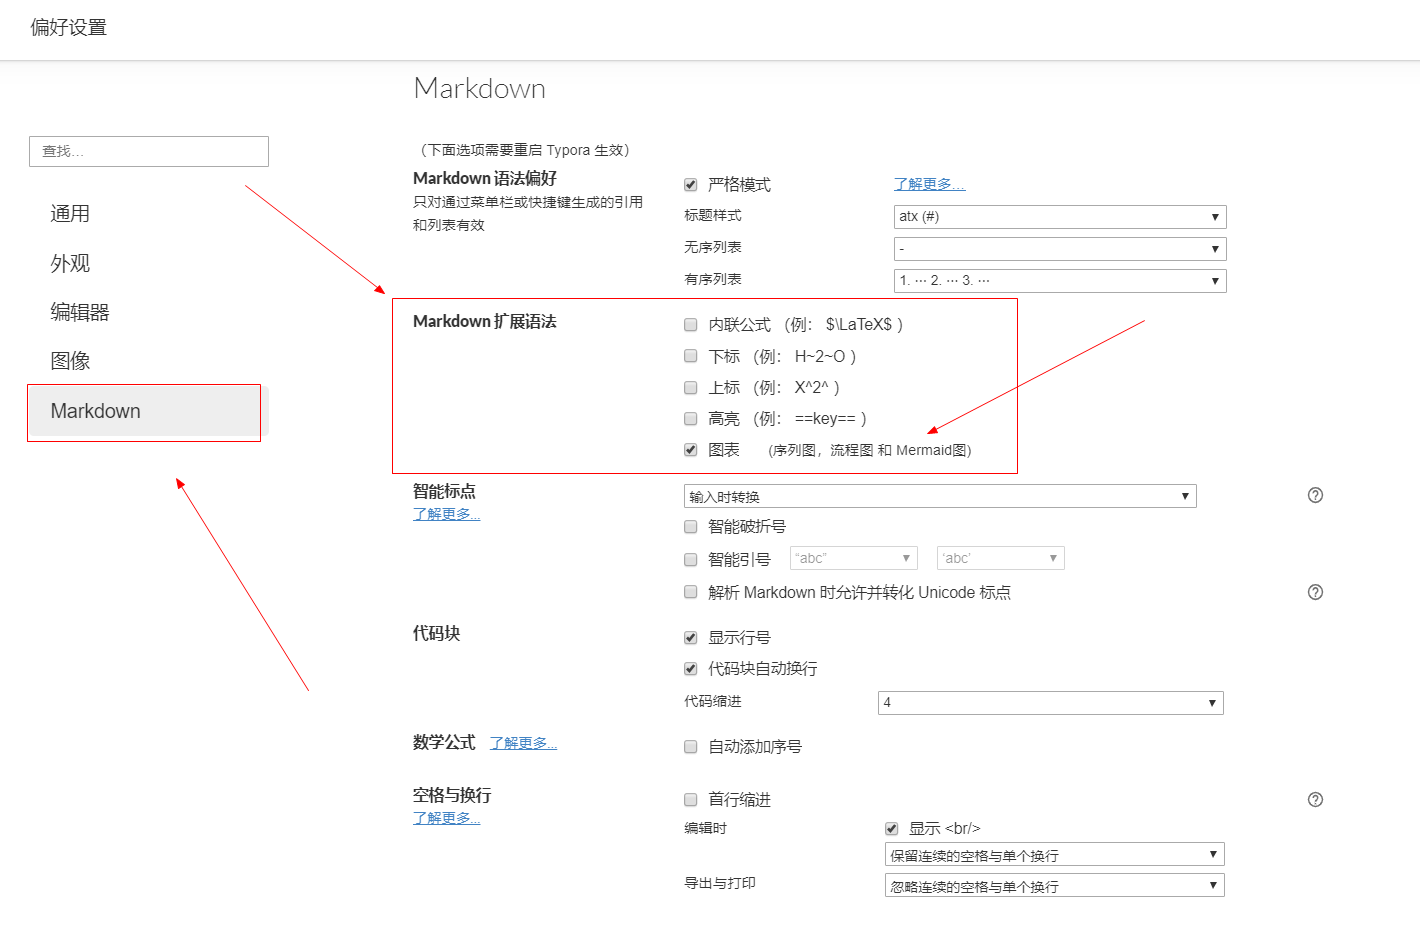 偏好设置
Markdown
查找...
通用
外观
编辑器
图像
Markdown
（下面选项需要重启 Typora 生效）
Markdown 语法偏好
只对通过菜单栏或快捷键生成的引用
和列表有效
严格模式
了解更多...
标题样式
atx (#)
无序列表
-
有序列表
1. ··· 2. ··· 3. ···
Markdown 扩展语法
内联公式 （例： $\LaTeX$ ）
下标 （例： H~2~O ）
上标 （例： X^2^ ）
高亮 （例： ==key== ）
图表 (序列图，流程图 和 Mermaid图)
智能标点
了解更多...
输入时转换
智能破折号
智能引号
“abc”
‘abc’
解析 Markdown 时允许并转化 Unicode 标点
代码块
显示行号
代码块自动换行
代码缩进
4
数学公式
了解更多...
自动添加序号
空格与换行
了解更多...
首行缩进
编辑时
显示 <br/>
保留连续的空格与单个换行
导出与打印
忽略连续的空格与单个换行